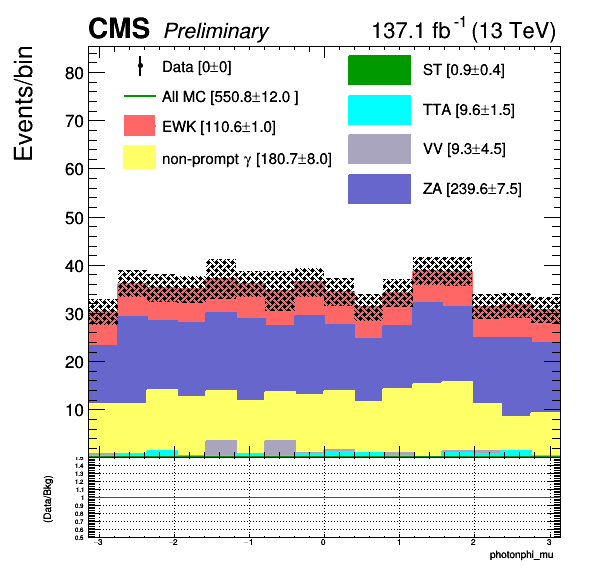 CMS Preliminary 137.1 fb⁻¹ (13 TeV)
Events/bin
80
70
60
50
40
30
20
10
Data [0±0]
All MC [550.8±12.0 ]
EWK [110.6±1.0]
non-prompt γ [180.7±8.0]
ST [0.9±0.4]
TTA [9.6±1.5]
VV [9.3±4.5]
ZA [239.6±7.5]
(Data/Bkg)
1.5
1.4
1.3
1.2
1.1
1
0.9
0.8
0.7
0.6
0.5
−3 −2 −1 0 1 2 3
photonphi_mu